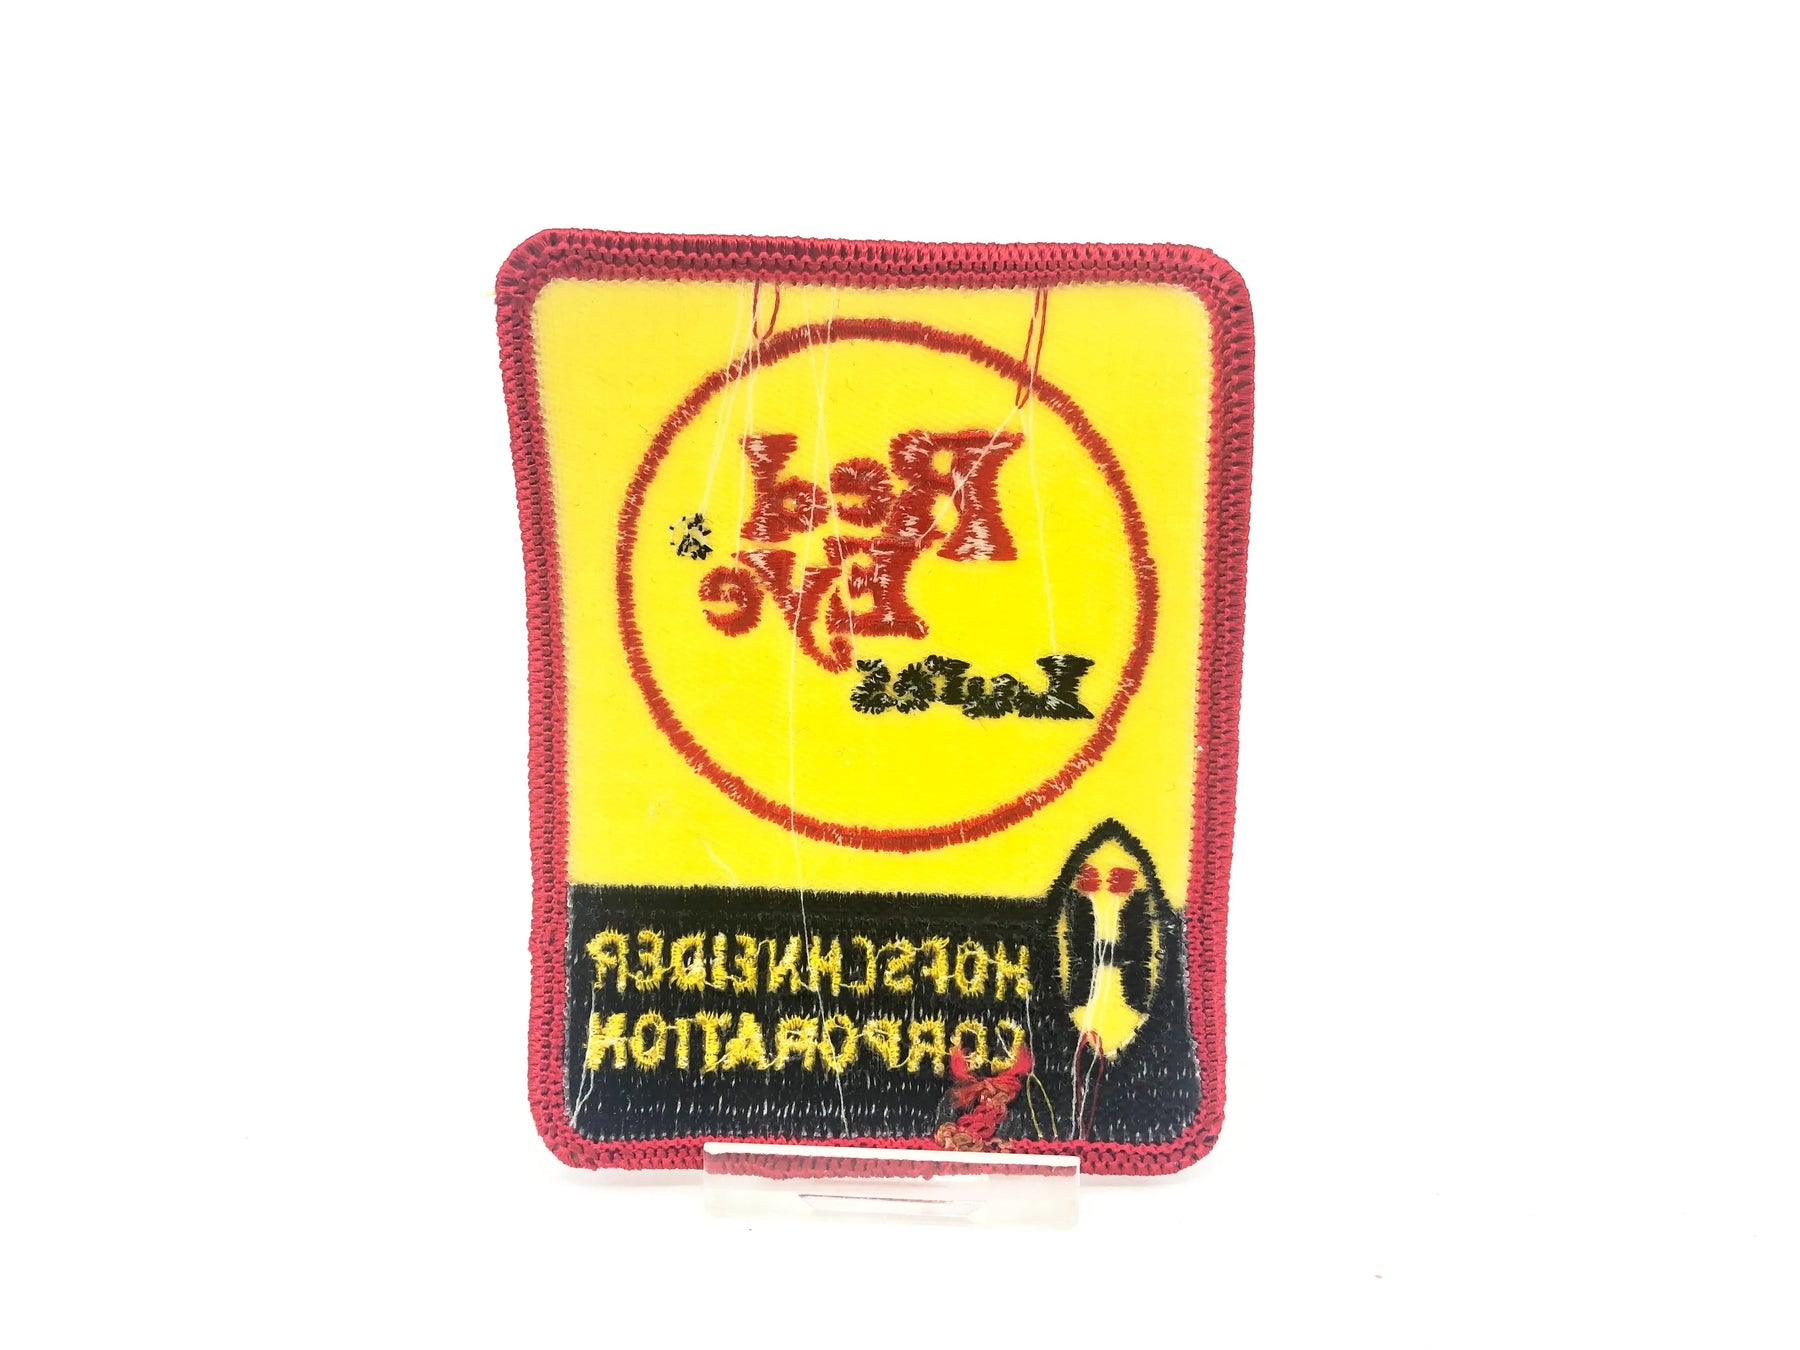 Red
Eye
Lures
HOFSCHNEIDER
CORPORATION